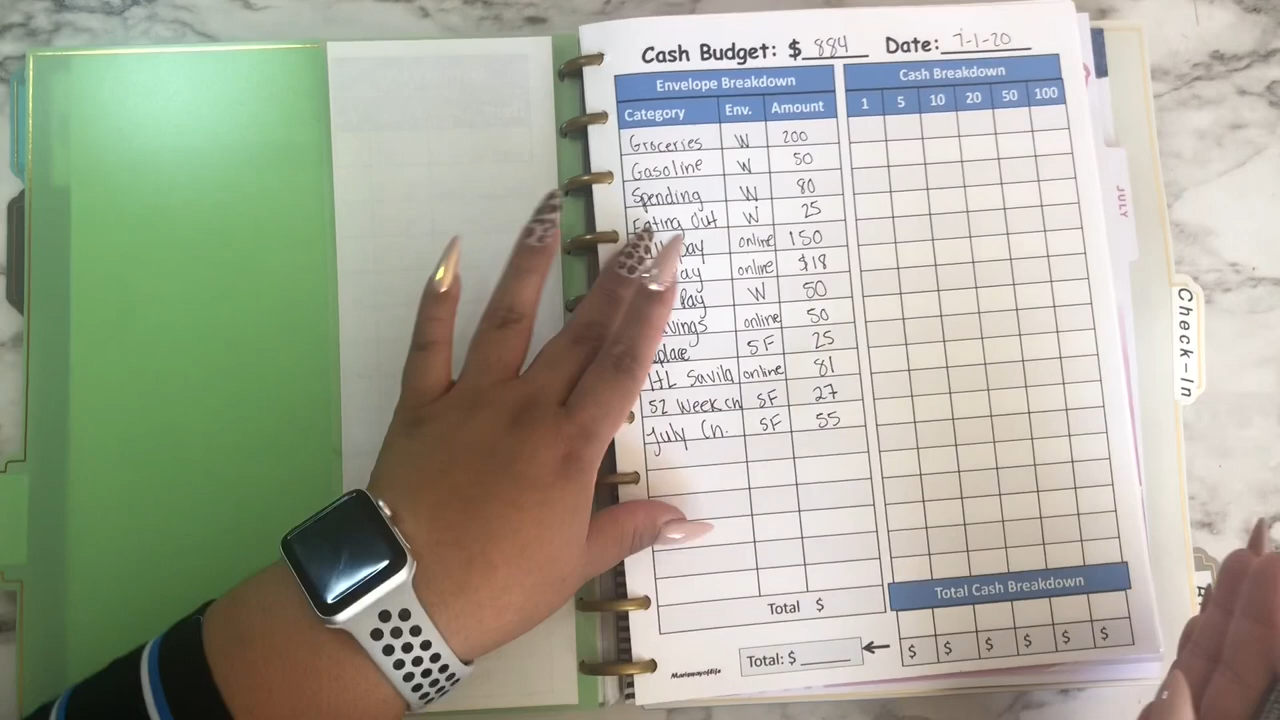 Cash Budget: $ 884 Date: 7-1-20
Envelope Breakdown
Category Env. Amount
Groceries W 200
Gasoline W 50
Spending W 80
Eating Out W 25
online 150
online $18
Pay W 50
online 50
SF 25
online 81
52 Week Ch SF 27
July Ch. SF 55
Total $
Total: $
Cash Breakdown
1 5 10 20 50 100
Total Cash Breakdown
$ $ $ $ $ $
JULY
Check-In